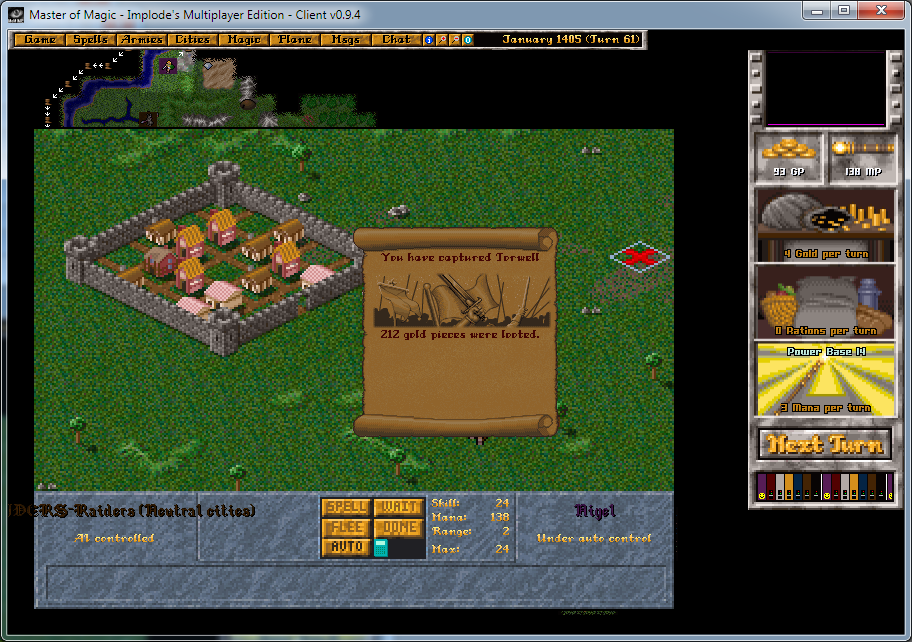 Master of Magic - Implode's Multiplayer Edition - Client v0.9.4
Game Spells Armies Cities Magic Plane Msgs Chat January 1405 (Turn 61)
93 GP 138 MP
You have captured Torwell
212 gold pieces were looted.
4 Gold per turn
0 Rations per turn
Power Base 14
3 Mana per turn
Next Turn
DERS-Raiders (Neutral cities)
AI controlled
SPELL WAIT
FLEE DONE
AUTO
Skill: 24
Mana: 138
Range: 2
Max: 24
Nigel
Under auto control